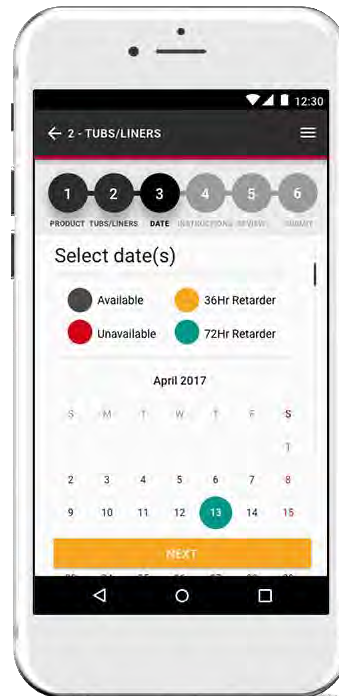 12:30
2 - TUBS/LINERS
1 2 3 4 5 6
PRODUCT TUBS/LINERS DATE INSTRUCTIONS REVIEW SUBMIT
Select date(s)
Available 36Hr Retarder
Unavailable 72Hr Retarder
April 2017
S M T W T F S
1
2 3 4 5 6 7 8
9 10 11 12 13 14 15
NEXT